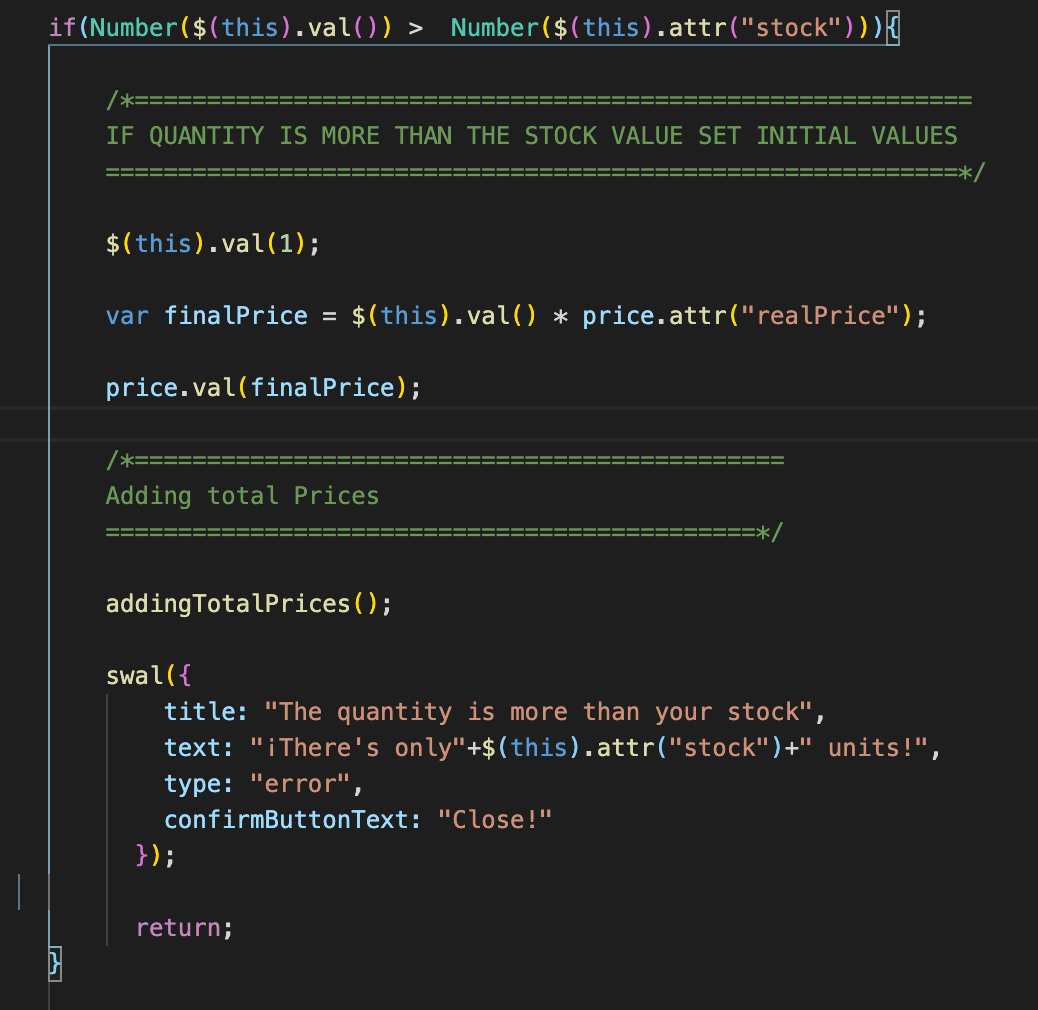 if(Number($(this).val()) >  Number($(this).attr("stock"))){
/*==========================================================
IF QUANTITY IS MORE THAN THE STOCK VALUE SET INITIAL VALUES
===========================================================*/
$(this).val(1);
var finalPrice = $(this).val() * price.attr("realPrice");
price.val(finalPrice);
/*=============================================
Adding total Prices
=============================================*/
addingTotalPrices();
swal({
title: "The quantity is more than your stock",
text: "¡There's only"+$(this).attr("stock")+" units!",
type: "error",
confirmButtonText: "Close!"
});
return;
}